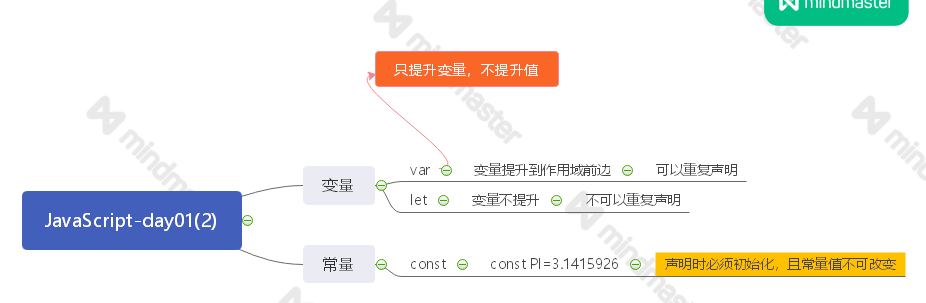 mindmaster
只提升变量，不提升值
var 变量提升到作用域前边 可以重复声明
变量
let 变量不提升 不可以重复声明
JavaScript-day01(2)
常量 const const PI=3.1415926 声明时必须初始化，且常量值不可改变
mindmaster
mindmaster
mindmaster
mindmaster